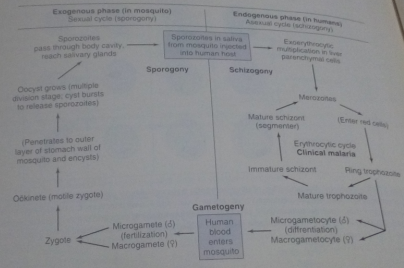 Exogenous phase (in mosquito)
Sexual cycle (sporogony)
Endogenous phase (in humans)
Asexual cycle (schizogony)
Sporozoites
pass through body cavity,
reach salivary glands
Sporozoites in saliva
from mosquito injected
into human host
Exoerythrocytic
multiplication in liver
parenchymal cells
Sporogony
Schizogony
Oocyst grows (multiple
division stage; cyst bursts
to release sporozoites)
Merozoites
Mature schizont
(segmenter)
(Enter red cells)
(Penetrates to outer
layer of stomach wall of
mosquito and encysts)
Erythrocytic cycle
Clinical malaria
Immature schizont
Ring trophozoite
Mature trophozoite
Ookinete (motile zygote)
Gametogeny
Zygote
Microgamete (♂)
(fertilization)
Macrogamete (♀)
Human
blood
enters
mosquito
Microgametocyte (♂)
(diffrentiation)
Macrogametocyte (♀)